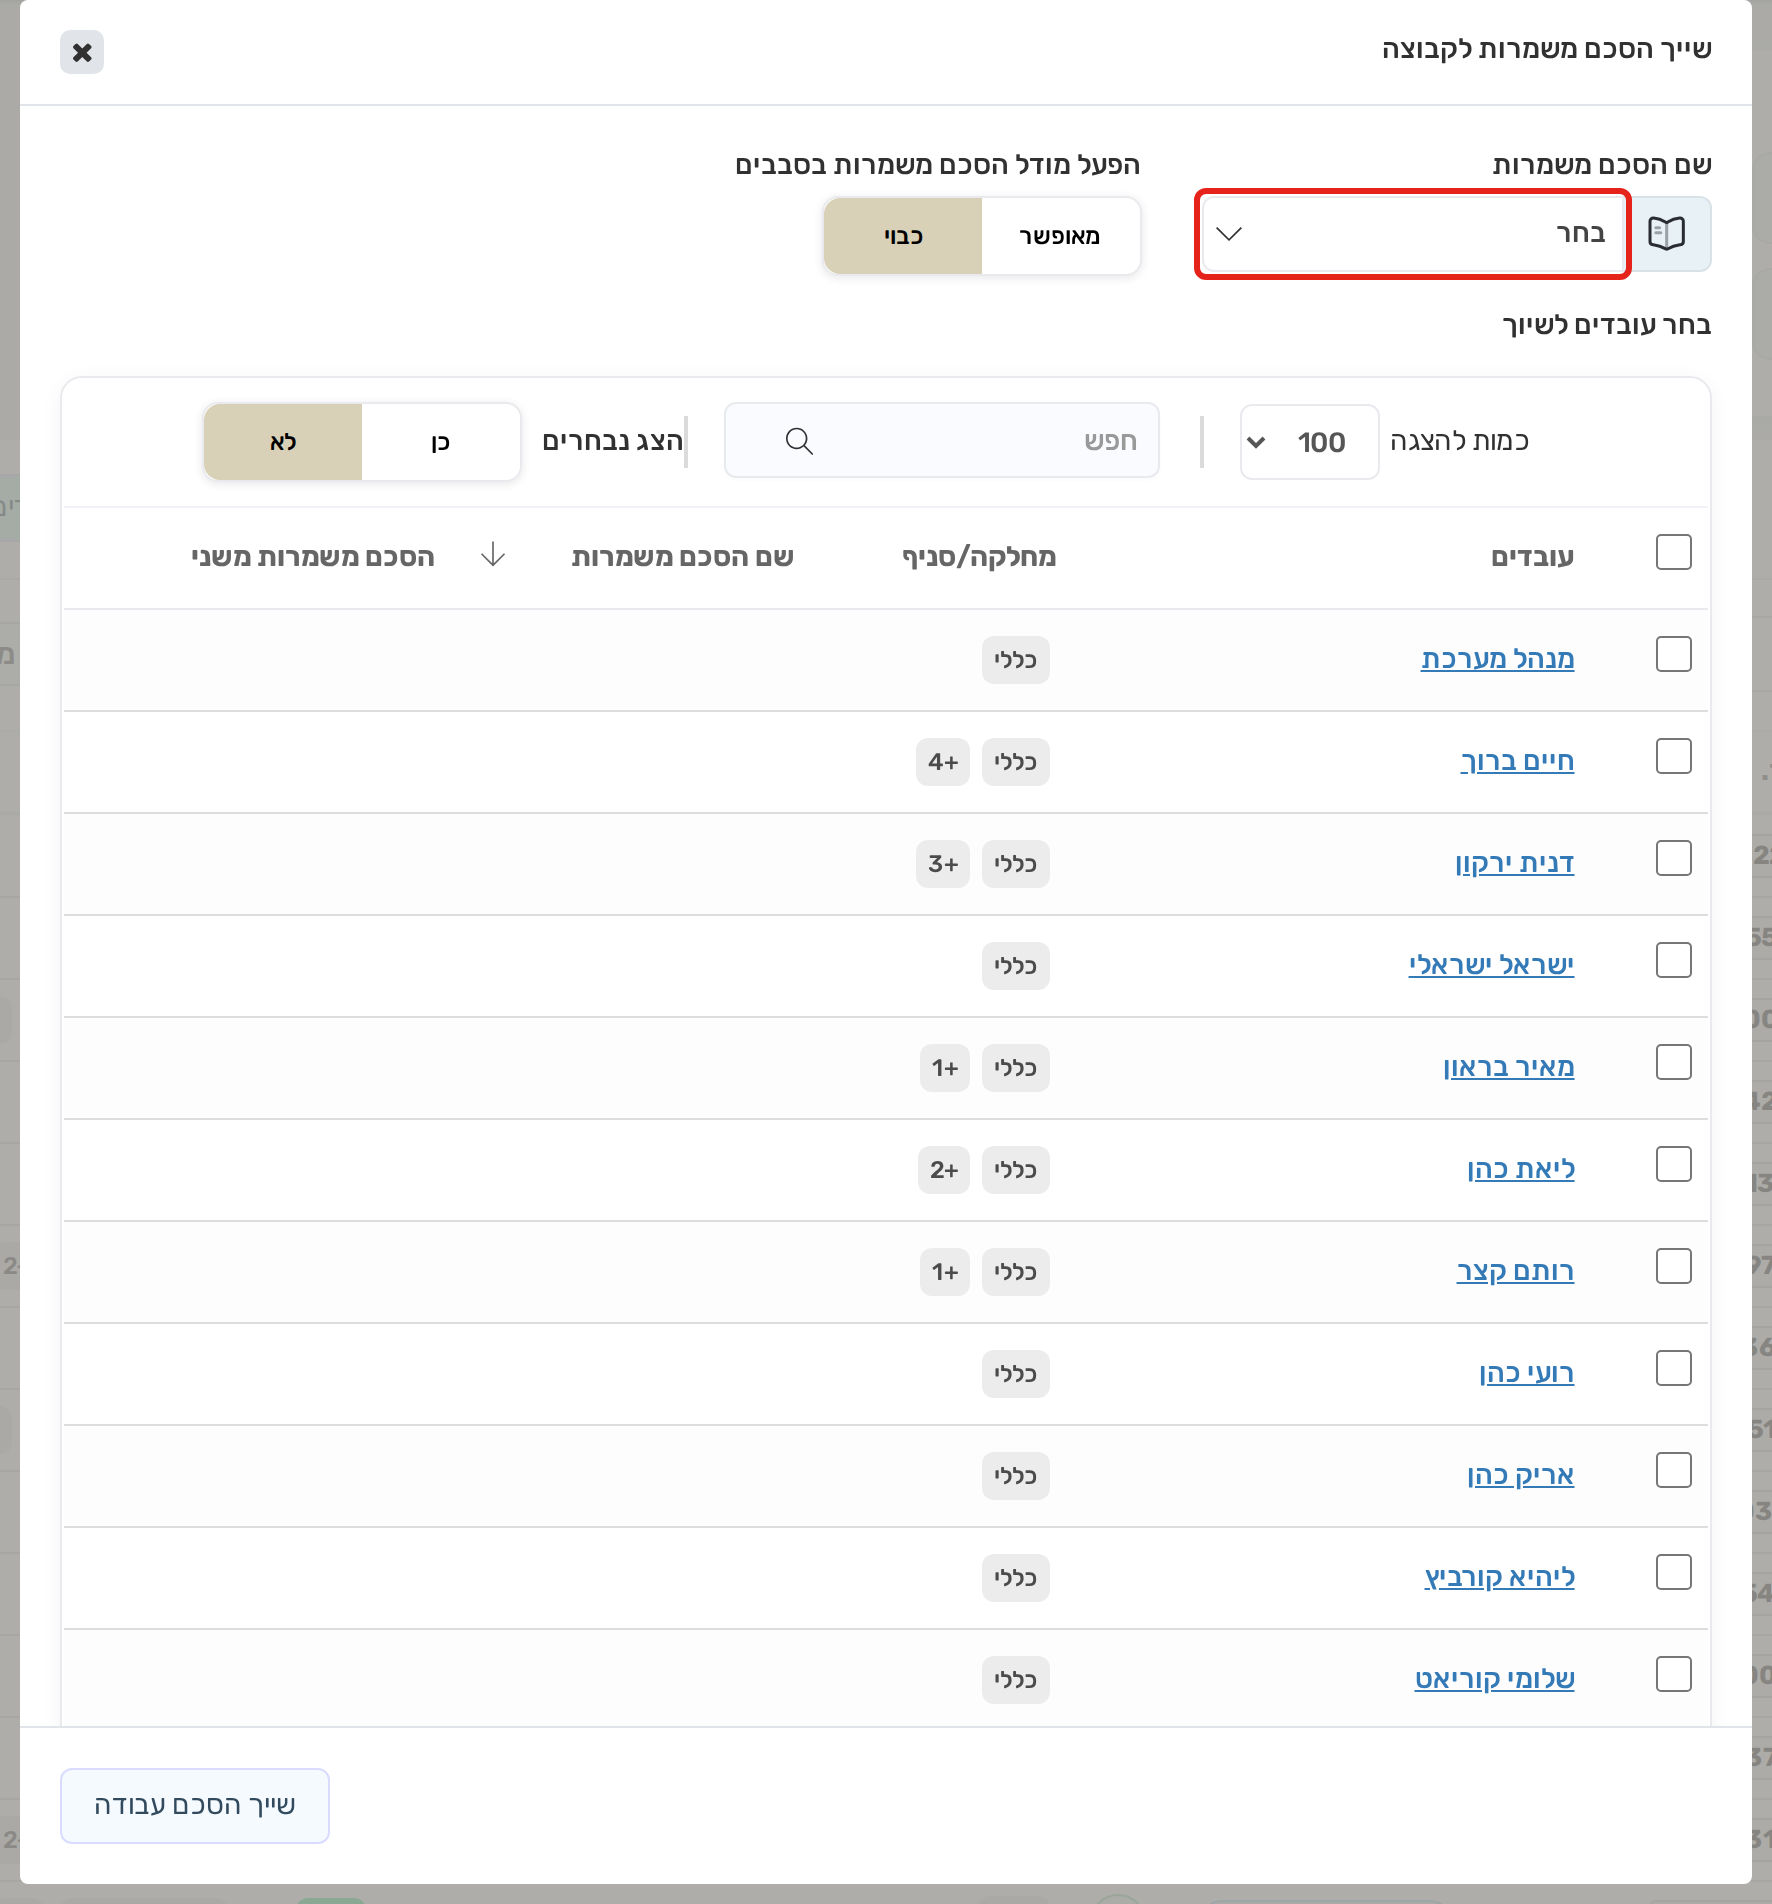 שייך הסכם משמרות לקבוצה
שם הסכם משמרות
הפעל מודל הסכם משמרות בסבבים
בחר
מאופשר כבוי
בחר עובדים לשיוך
כמות להצגה 100 חפש הצג נבחרים כן לא
עובדים מחלקה/סניף שם הסכם משמרות הסכם משמרות משני
מנהל מערכת כללי
חיים ברוך כללי 4+
דנית ירקון כללי 3+
ישראל ישראלי כללי
מאיר בראון כללי 1+
ליאת כהן כללי 2+
רותם קצר כללי 1+
רועי כהן כללי
אריק כהן כללי
ליהיא קורביץ כללי
שלומי קוריאט כללי
שייך הסכם עבודה